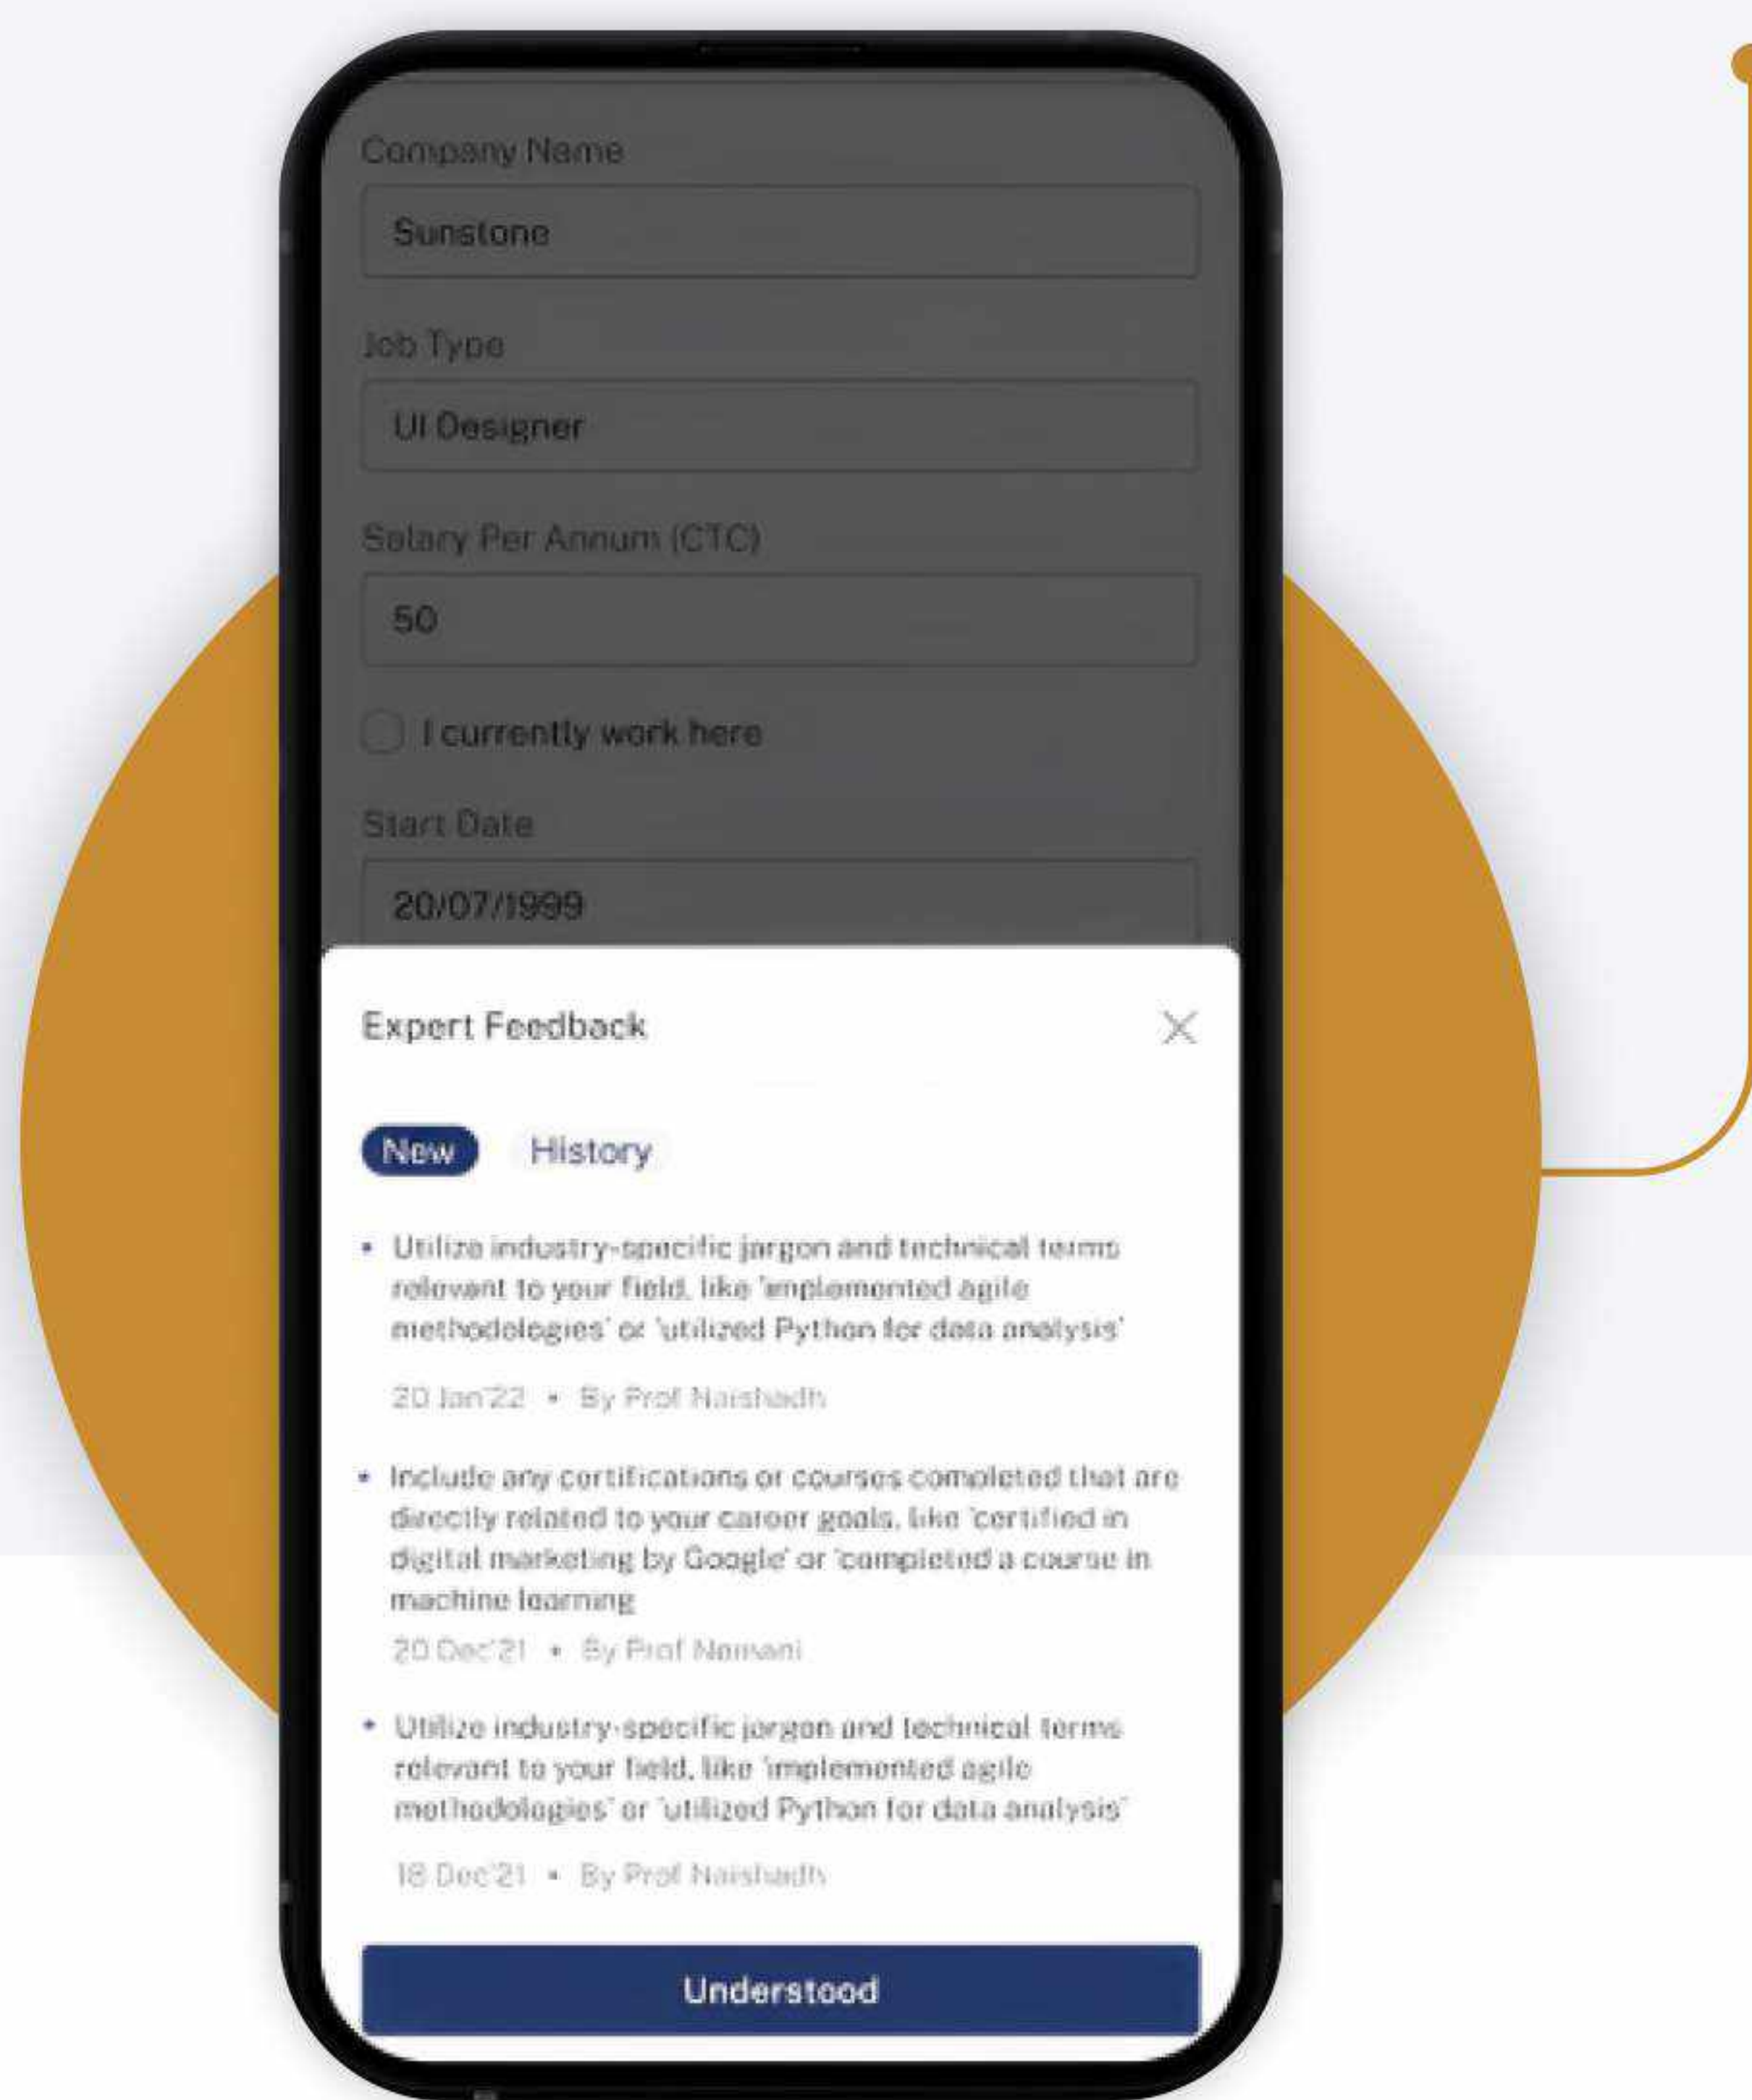 Company Name
Sunstone
Job Type
UI Designer
Salary Per Annum (CTC)
50
I currently work here
Start Date
20/07/1999
Expert Feedback
New History
• Utilize industry-specific jargon and technical terms
relevant to your field, like 'implemented agile
methodologies' or 'utilized Python for data analysis'
20 Jan'22 • By Prof Naishadh
• Include any certifications or courses completed that are
directly related to your career goals, like 'certified in
digital marketing by Google' or 'completed a course in
machine learning
20 Dec'21 • By Prof
• Utilize industry-specific jargon and technical terms
relevant to your field, like 'implemented agile
methodologies' or 'utilized Python for data analysis'
18 Dec'21 • By Prof Naishadh
Understood